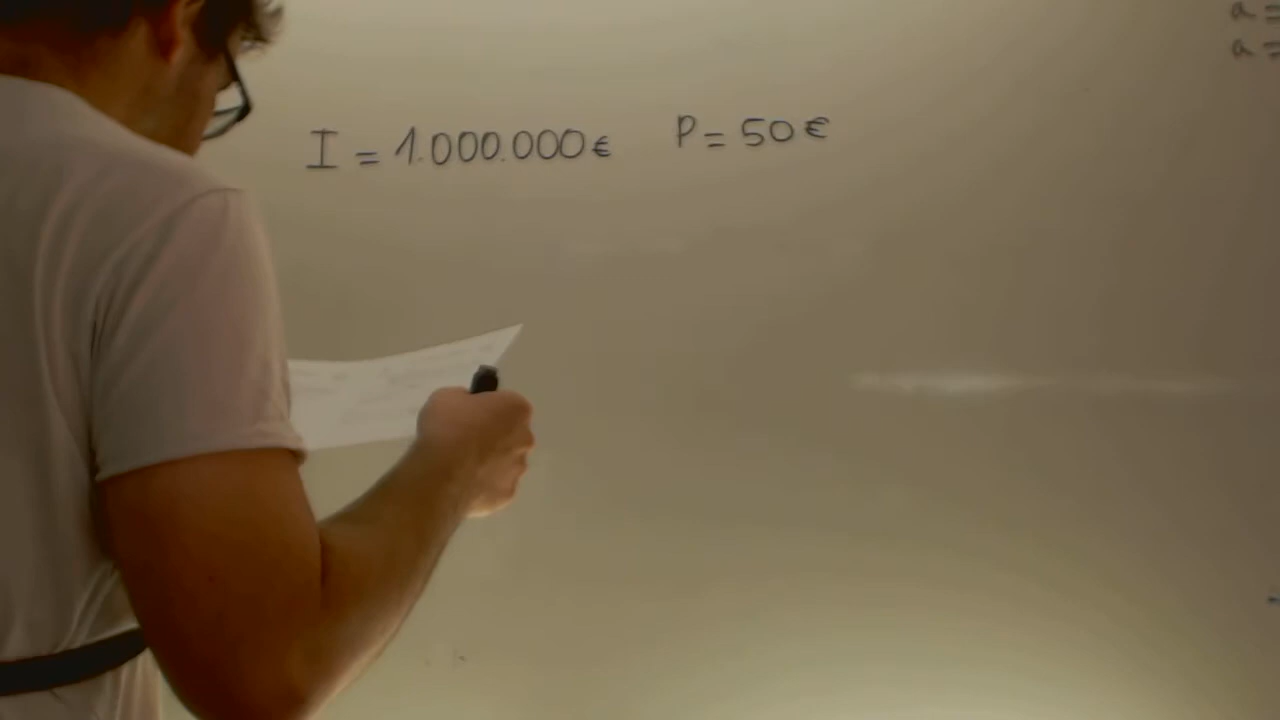 I = 1.000.000€ P = 50€
a =
a =